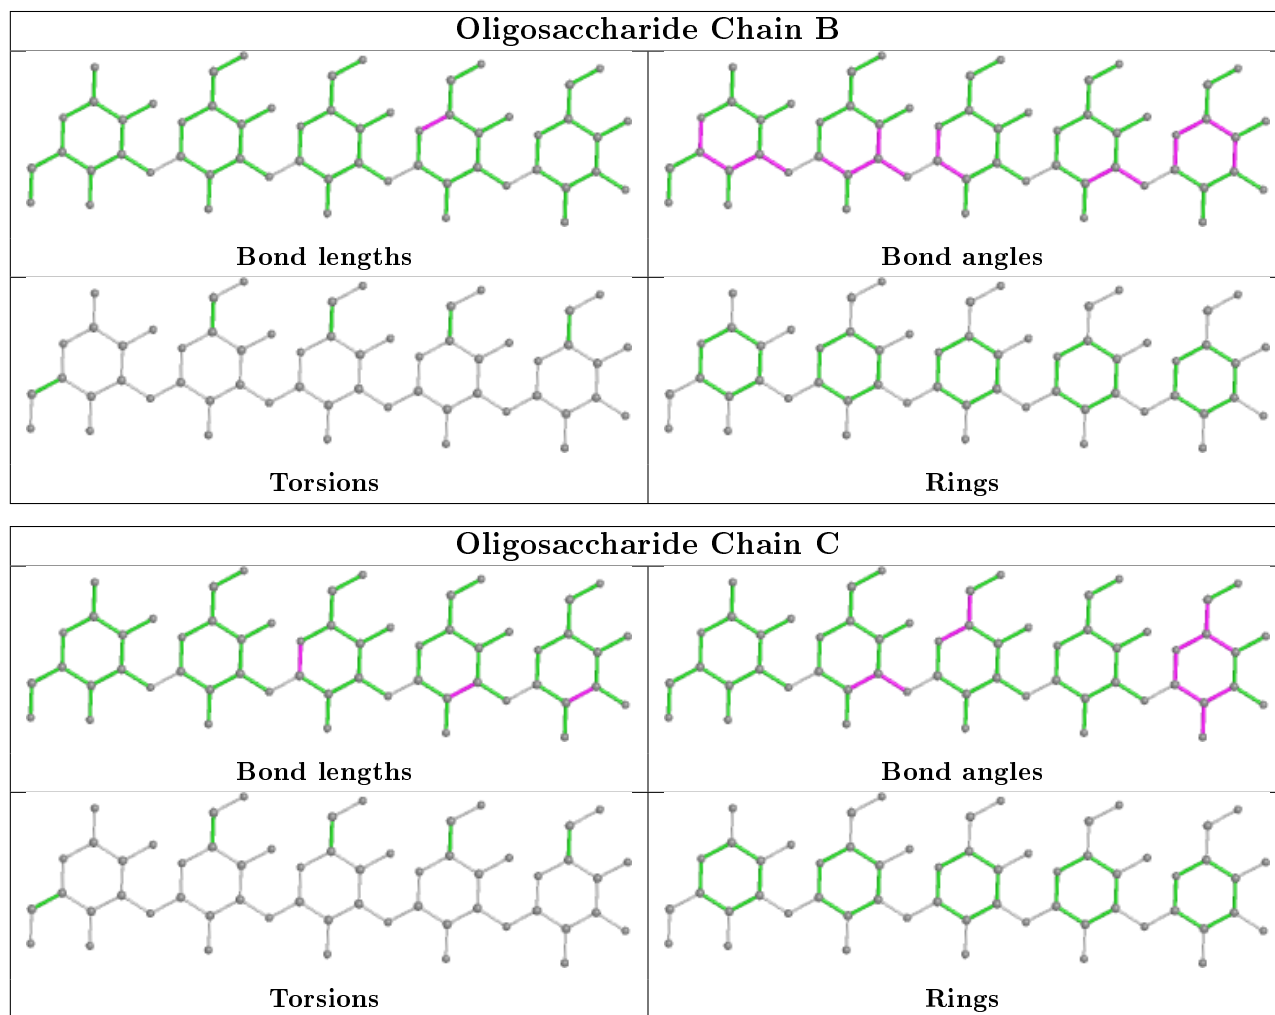 Oligosaccharide Chain B
Bond lengths
Bond angles
Torsions
Rings
Oligosaccharide Chain C
Bond lengths
Bond angles
Torsions
Rings